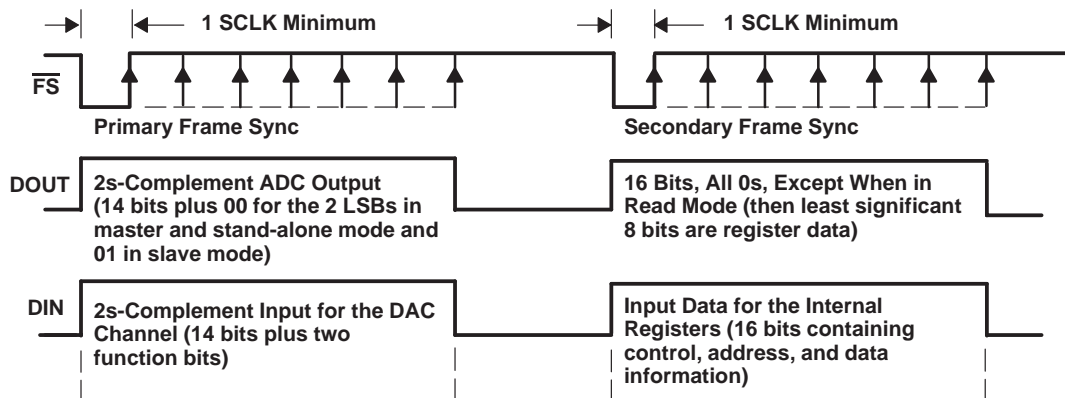 1 SCLK Minimum
1 SCLK Minimum
FS
Primary Frame Sync
Secondary Frame Sync
DOUT
2s-Complement ADC Output
(14 bits plus 00 for the 2 LSBs in
master and stand-alone mode and
01 in slave mode)
16 Bits, All 0s, Except When in
Read Mode (then least significant
8 bits are register data)
DIN
2s-Complement Input for the DAC
Channel (14 bits plus two
function bits)
Input Data for the Internal
Registers (16 bits containing
control, address, and data
information)